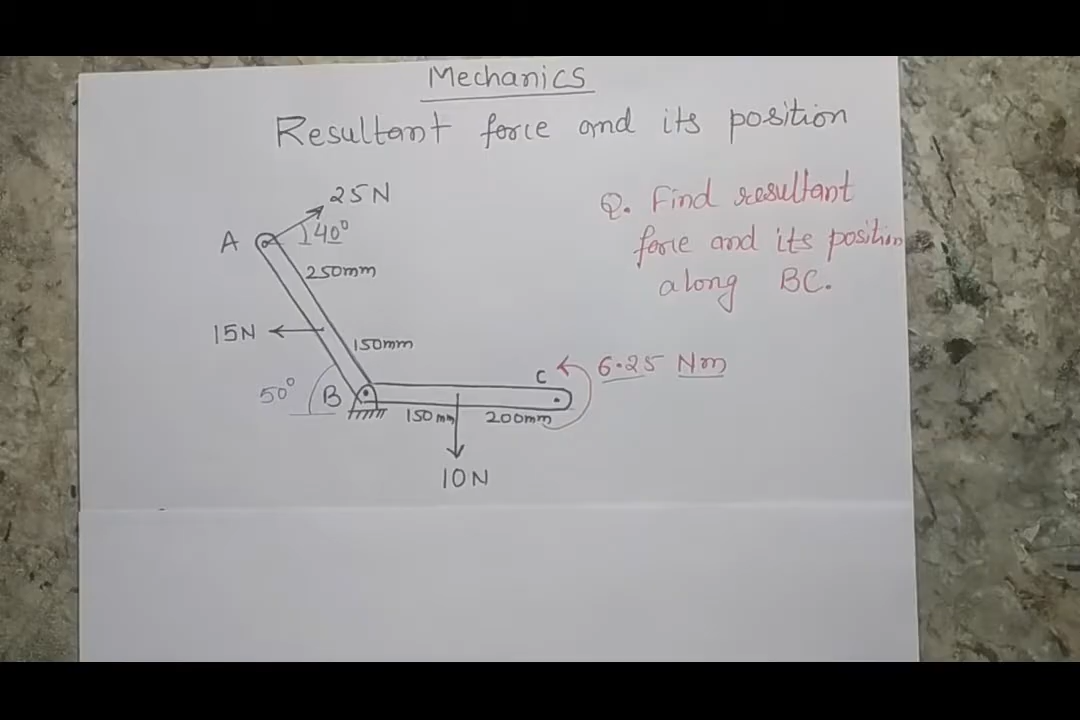 Mechanics
Resultant force and its position
25N
A
40°
250mm
Q. Find resultant
force and its position
along BC.
15N
150mm
50°
B
C
6.25 Nm
150mm
200mm
10N